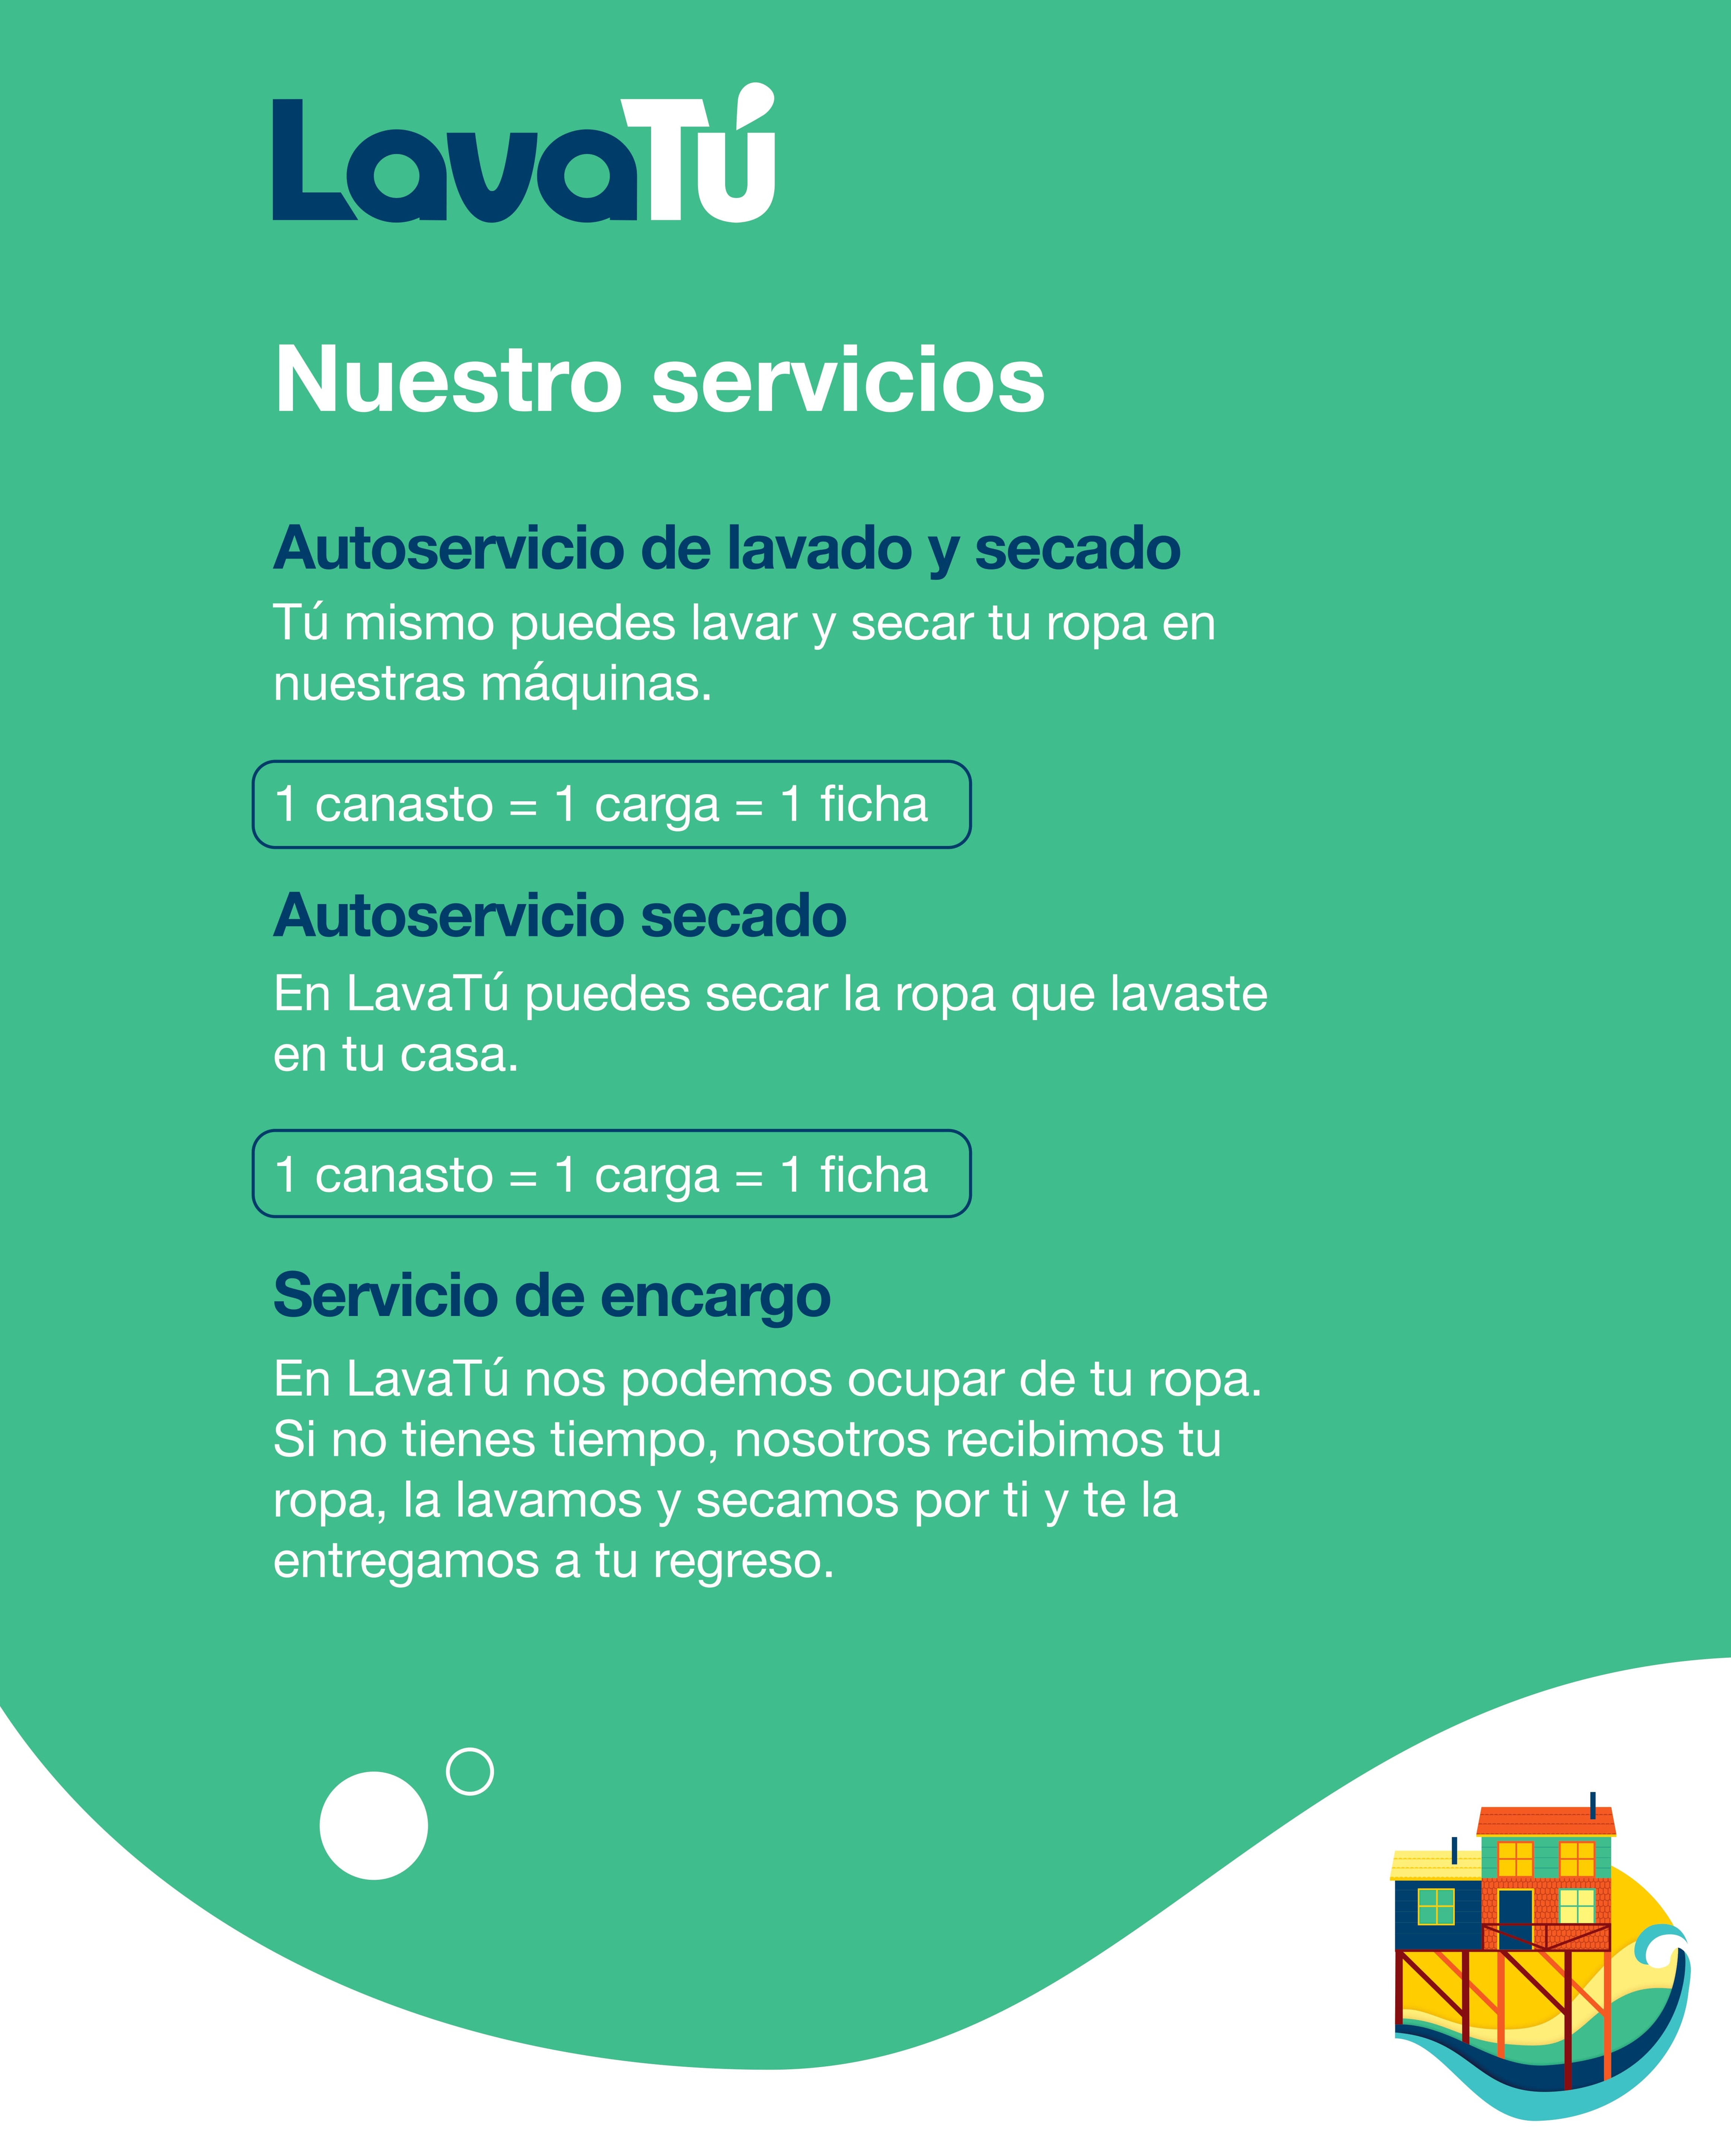 LavaTú
Nuestro servicios
Autoservicio de lavado y secado
Tú mismo puedes lavar y secar tu ropa en
nuestras máquinas.
1 canasto = 1 carga = 1 ficha
Autoservicio secado
En LavaTú puedes secar la ropa que lavaste
en tu casa.
1 canasto = 1 carga = 1 ficha
Servicio de encargo
En LavaTú nos podemos ocupar de tu ropa.
Si no tienes tiempo, nosotros recibimos tu
ropa, la lavamos y secamos por ti y te la
entregamos a tu regreso.